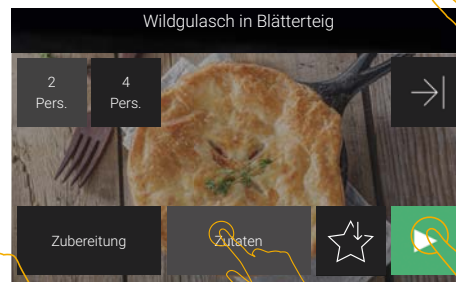 Wildgulasch in Blätterteig
2
Pers.
4
Pers.
Zubereitung
Zutaten